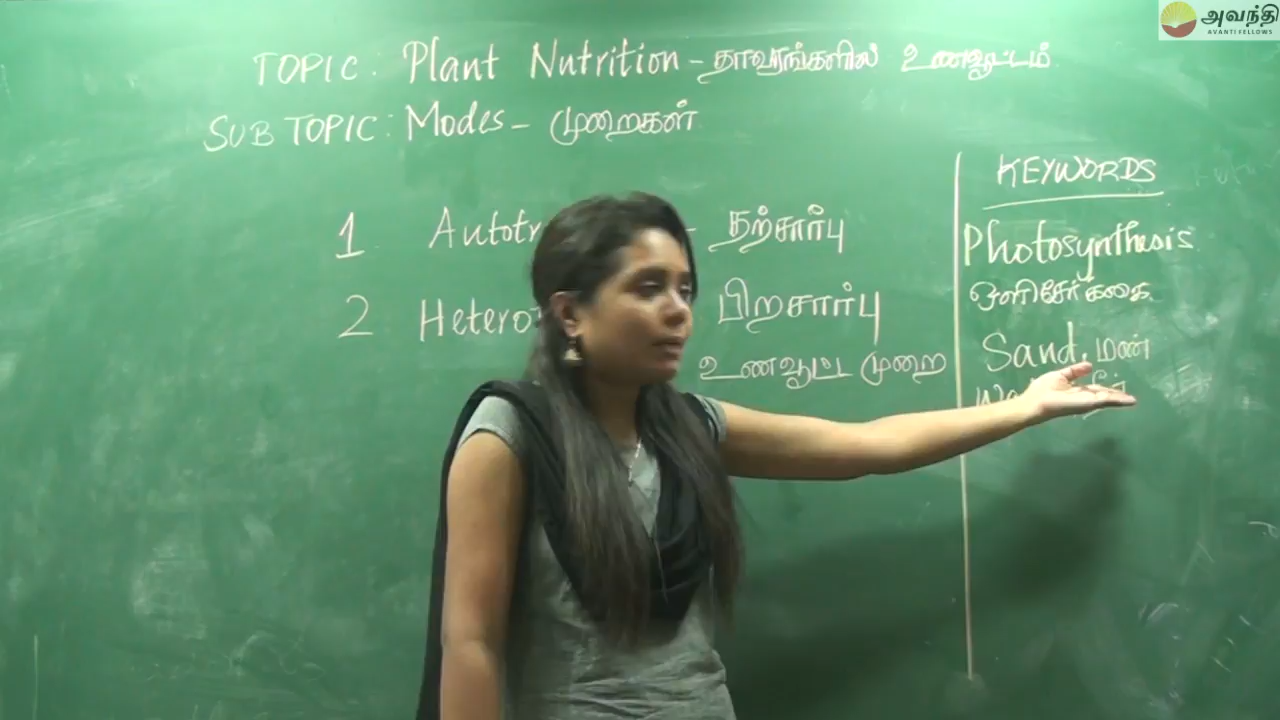 அவந்தி
AVANTI FELLOWS
TOPIC: Plant Nutrition - தாவரங்களில் உணவூட்டம்
SUB TOPIC: Modes - முறைகள்
1 Autotr - தற்சார்பு
2 Hetero பிறசார்பு
உணவூட்ட முறை
KEYWORDS
Photosynthesis
ஒளிசேர்க்கை
Sand, மண்